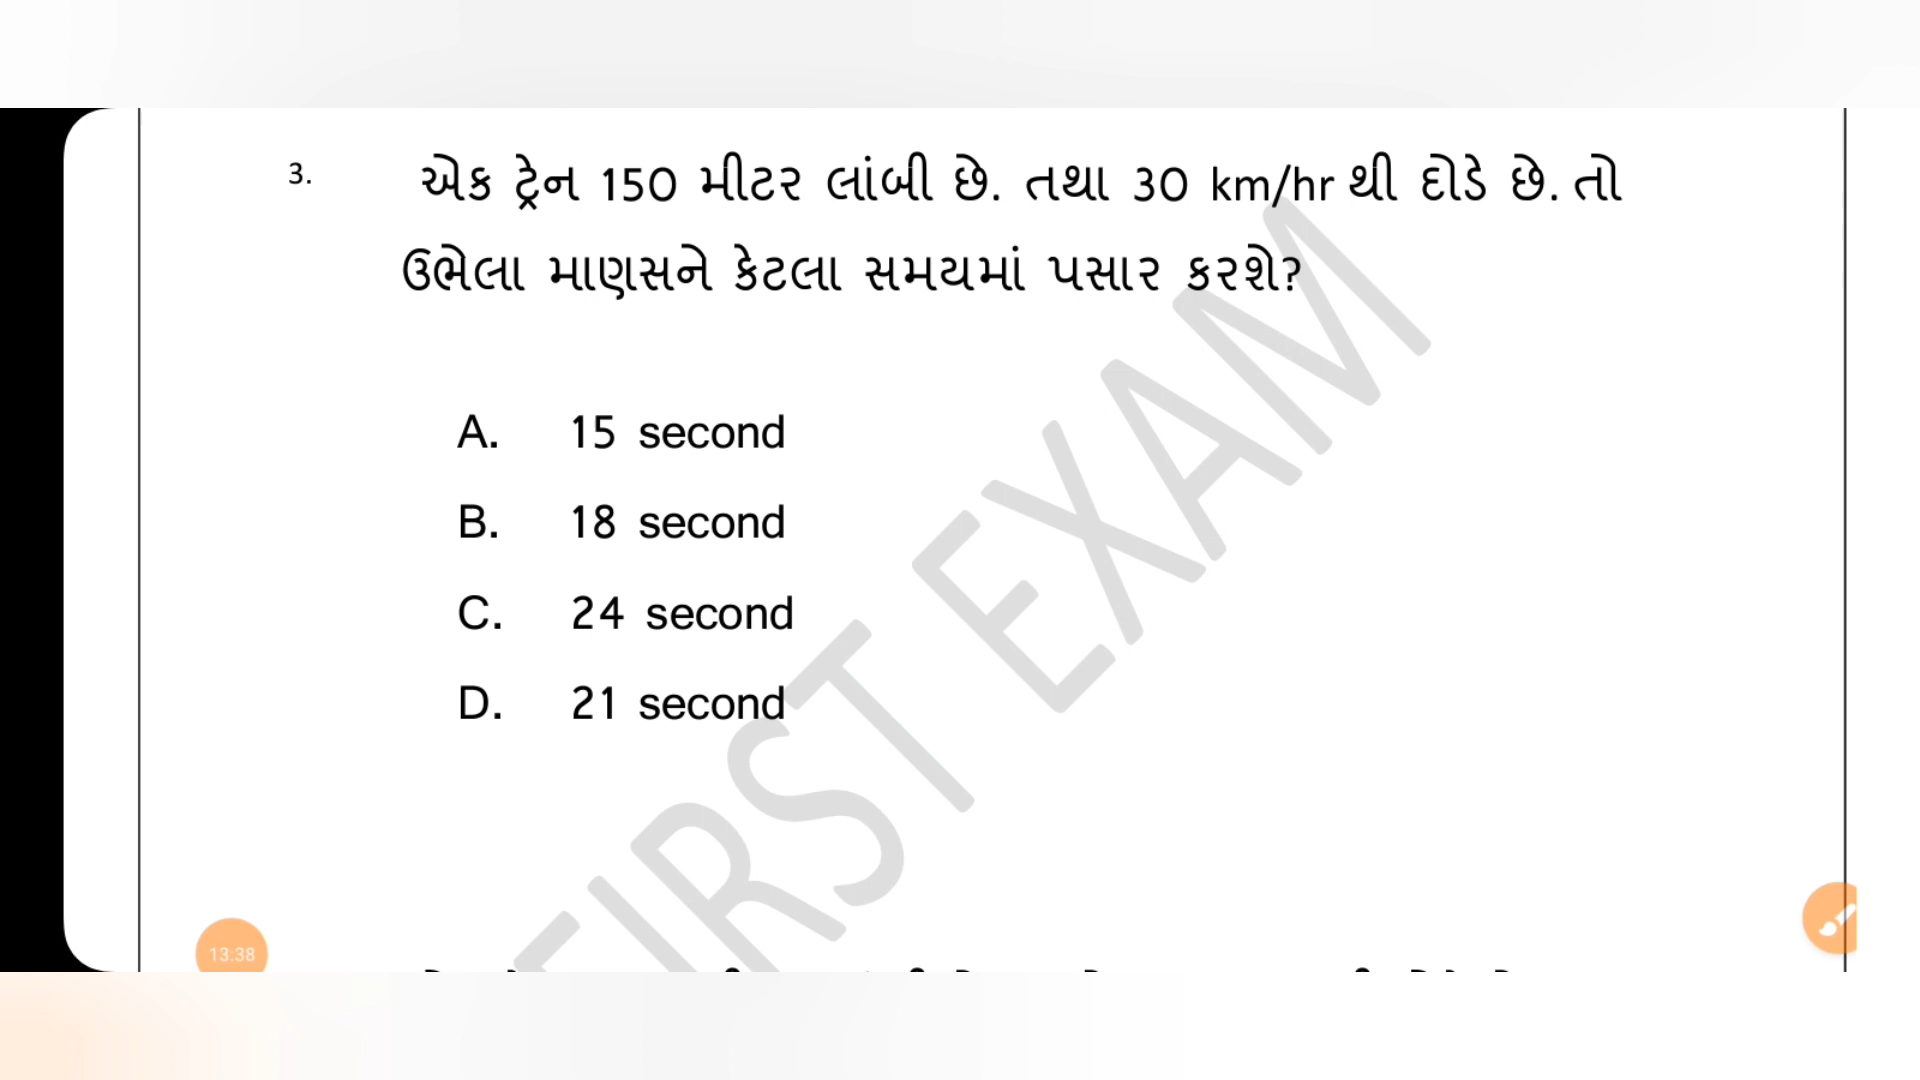 3. એક ટ્રેન 150 મીટર લાંબી છે. તથા 30 km/hr થી દોડે છે. તો
ઉભેલા માણસને કેટલા સમયમાં પસાર કરશે?
A. 15 second
B. 18 second
C. 24 second
D. 21 second
FIRST EXAM
13:38